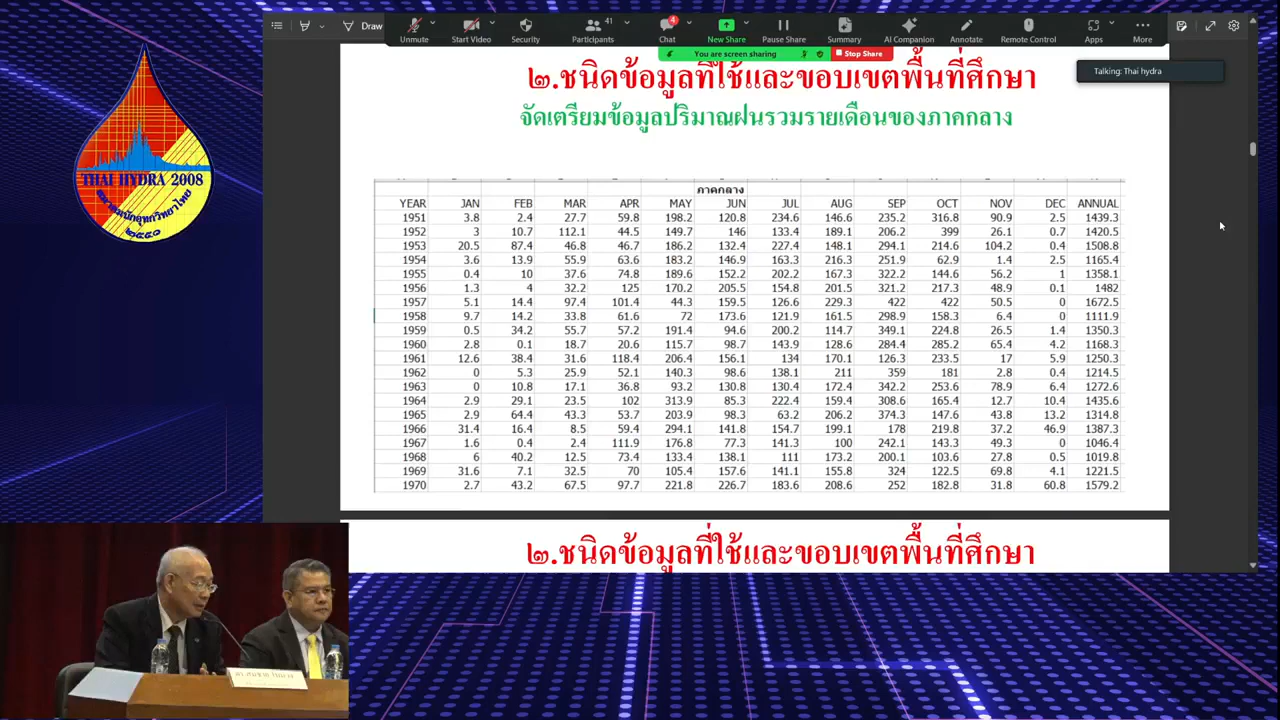 Draw
Unmute
Start Video
Security
41
Participants
4
Chat
New Share
Pause Share
Summary
AI Companion
Annotate
Remote Control
Apps
More
You are screen sharing
Stop Share
Talking: Thai hydra
๒.ชนิดข้อมูลที่ใช้และขอบเขตพื้นที่ศึกษา
จัดเตรียมข้อมูลปริมาณฝนรวมรายเดือนของภาคกลาง
ภาคกลาง
YEAR JAN FEB MAR APR MAY JUN JUL AUG SEP OCT NOV DEC ANNUAL
1951 3.8 2.4 27.7 59.8 198.2 120.8 234.6 146.6 235.2 316.8 90.9 2.5 1439.3
1952 3 10.7 112.1 44.5 149.7 146 133.4 189.1 206.2 399 26.1 0.7 1420.5
1953 20.5 87.4 46.8 46.7 186.2 132.4 227.4 148.1 294.1 214.6 104.2 0.4 1508.8
1954 3.6 13.9 55.9 63.6 183.2 146.9 163.3 216.3 251.9 62.9 1.4 2.5 1165.4
1955 0.4 10 37.6 74.8 189.6 152.2 202.2 167.3 322.2 144.6 56.2 1 1358.1
1956 1.3 4 32.2 125 170.2 205.5 154.8 201.5 321.2 217.3 48.9 0.1 1482
1957 5.1 14.4 97.4 101.4 44.3 159.5 126.6 229.3 422 422 50.5 0 1672.5
1958 9.7 14.2 33.8 61.6 72 173.6 121.9 161.5 298.9 158.3 6.4 0 1111.9
1959 0.5 34.2 55.7 57.2 191.4 94.6 200.2 114.7 349.1 224.8 26.5 1.4 1350.3
1960 2.8 0.1 18.7 20.6 115.7 98.7 143.9 128.6 284.4 285.2 65.4 4.2 1168.3
1961 12.6 38.4 31.6 118.4 206.4 156.1 134 170.1 126.3 233.5 17 5.9 1250.3
1962 0 5.3 25.9 52.1 140.3 98.6 138.1 211 359 181 2.8 0.4 1214.5
1963 0 10.8 17.1 36.8 93.2 130.8 130.4 172.4 342.2 253.6 78.9 6.4 1272.6
1964 2.9 29.1 23.5 102 313.9 85.3 222.4 159.4 308.6 165.4 12.7 10.4 1435.6
1965 2.9 64.4 43.3 53.7 203.9 98.3 63.2 206.2 374.3 147.6 43.8 13.2 1314.8
1966 31.4 16.4 8.5 59.4 294.1 141.8 154.7 199.1 178 219.8 37.2 46.9 1387.3
1967 1.6 0.4 2.4 111.9 176.8 77.3 141.3 100 242.1 143.3 49.3 0 1046.4
1968 6 40.2 12.5 73.4 133.4 138.1 111 173.2 200.1 103.6 27.8 0.5 1019.8
1969 31.6 7.1 32.5 70 105.4 157.6 141.1 155.8 324 122.5 69.8 4.1 1221.5
1970 2.7 43.2 67.5 97.7 221.8 226.7 183.6 208.6 252 182.8 31.8 60.8 1579.2
๒.ชนิดข้อมูลที่ใช้และขอบเขตพื้นที่ศึกษา
THAI HYDRA 2008
สมาคมนักอุทกวิทยาไทย
๒๕๕๑